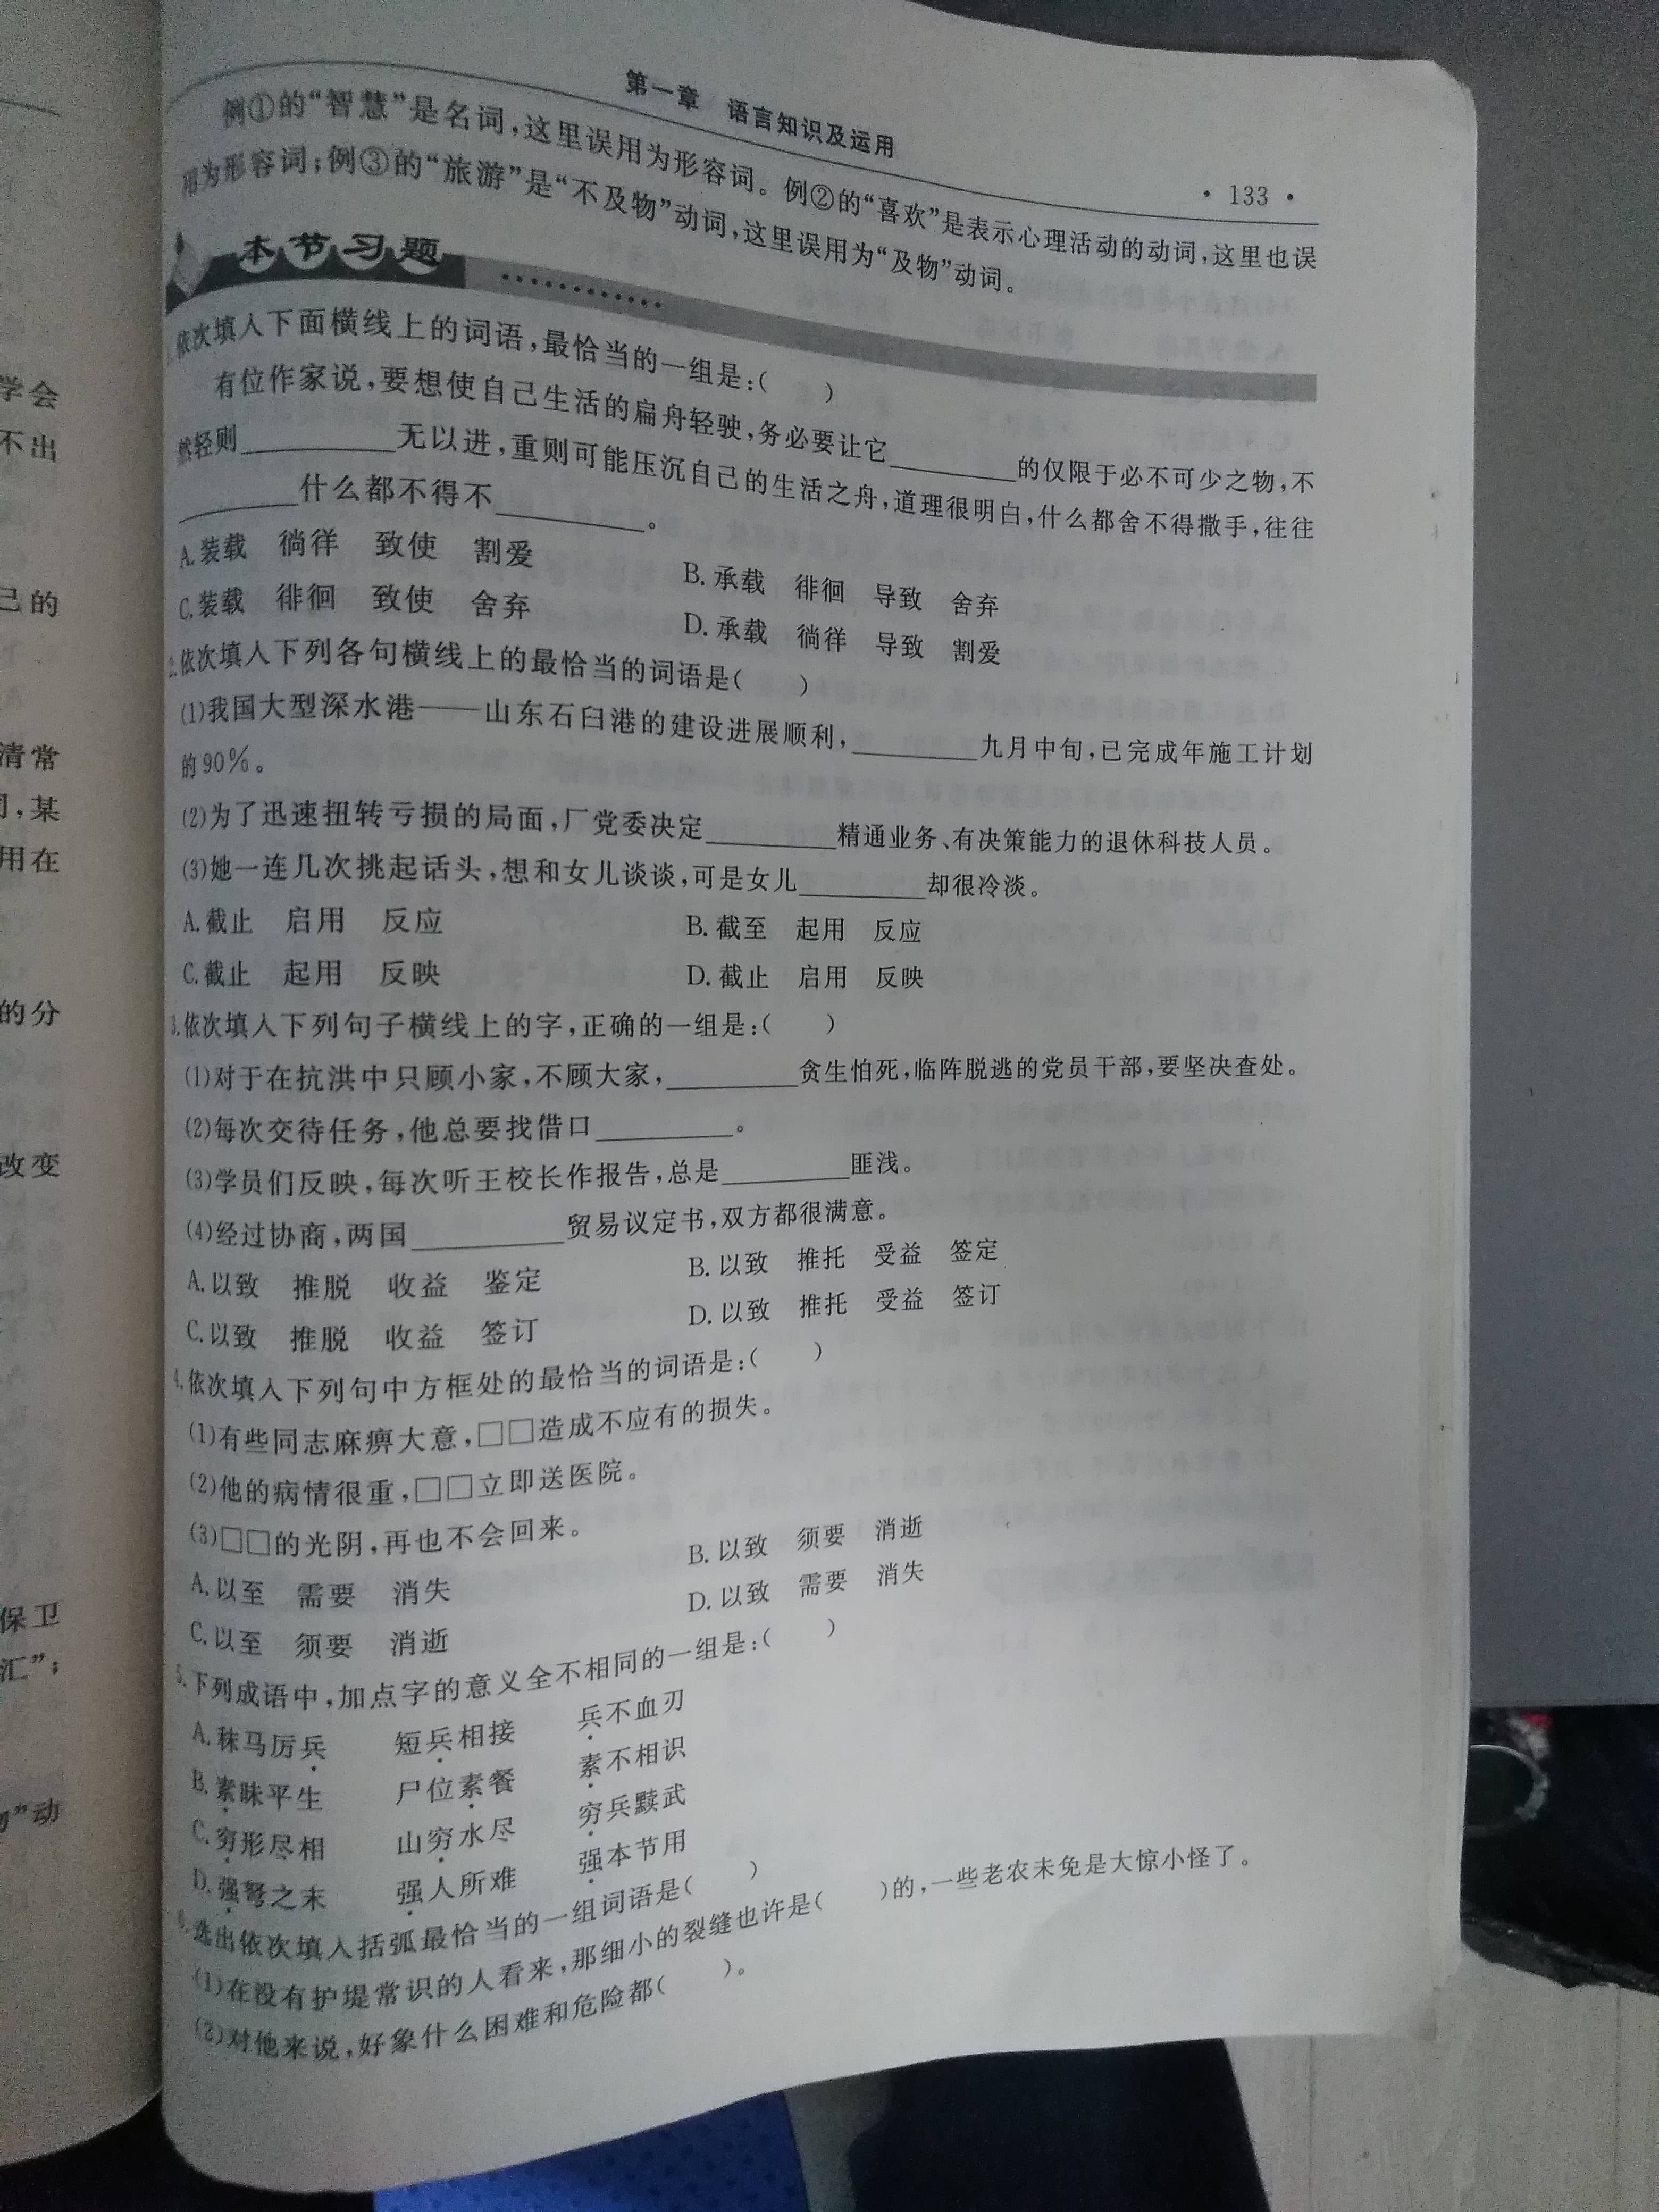 第一章 语言知识及运用
· 133 ·
例①的“智慧”是名词,这里误用为形容词。例②的“喜欢”是表示心理活动的动词,这里也误
用为形容词;例③的“旅游”是“不及物”动词,这里误用为“及物”动词。
本节习题
依次填入下面横线上的词语,最恰当的一组是:( )
有位作家说,要想使自己生活的扁舟轻驶,务必要让它________的仅限于必不可少之物,不
然轻则________无以进,重则可能压沉自己的生活之舟,道理很明白,什么都舍不得撒手,往往
________什么都不得不________。
A.装载 徜徉 致使 割爱
B.承载 徘徊 导致 舍弃
C.装载 徘徊 致使 舍弃
D.承载 徜徉 导致 割爱
2.依次填入下列各句横线上的最恰当的词语是( )
(1)我国大型深水港——山东石臼港的建设进展顺利,________九月中旬,已完成年施工计划
的90%。
(2)为了迅速扭转亏损的局面,厂党委决定________精通业务、有决策能力的退休科技人员。
(3)她一连几次挑起话头,想和女儿谈谈,可是女儿________却很冷淡。
A.截止 启用 反应
B.截至 起用 反应
C.截止 起用 反映
D.截止 启用 反映
3.依次填入下列句子横线上的字,正确的一组是:( )
(1)对于在抗洪中只顾小家,不顾大家,________贪生怕死,临阵脱逃的党员干部,要坚决查处。
(2)每次交待任务,他总要找借口________。
(3)学员们反映,每次听王校长作报告,总是________匪浅。
(4)经过协商,两国________贸易议定书,双方都很满意。
A.以致 推脱 收益 鉴定
B.以致 推托 受益 签定
C.以致 推脱 收益 签订
D.以致 推托 受益 签订
4.依次填入下列句中方框处的最恰当的词语是:( )
(1)有些同志麻痹大意,□□造成不应有的损失。
(2)他的病情很重,□□立即送医院。
(3)□□的光阴,再也不会回来。
A.以至 需要 消失
B.以致 须要 消逝
C.以至 须要 消逝
D.以致 需要 消失
5.下列成语中,加点字的意义全不相同的一组是:( )
A.秣马厉兵 短兵相接 兵不血刃
B.素昧平生 尸位素餐 素不相识
C.穷形尽相 山穷水尽 穷兵黩武
D.强弩之末 强人所难 强本节用
6.选出依次填入括弧最恰当的一组词语是( )
(1)在没有护堤常识的人看来,那细小的裂缝也许是( )的,一些老农未免是大惊小怪了。
(2)对他来说,好象什么困难和危险都( )。
学会
不出
己的
清常
用在
的分
改变
保卫
汇”;
”动